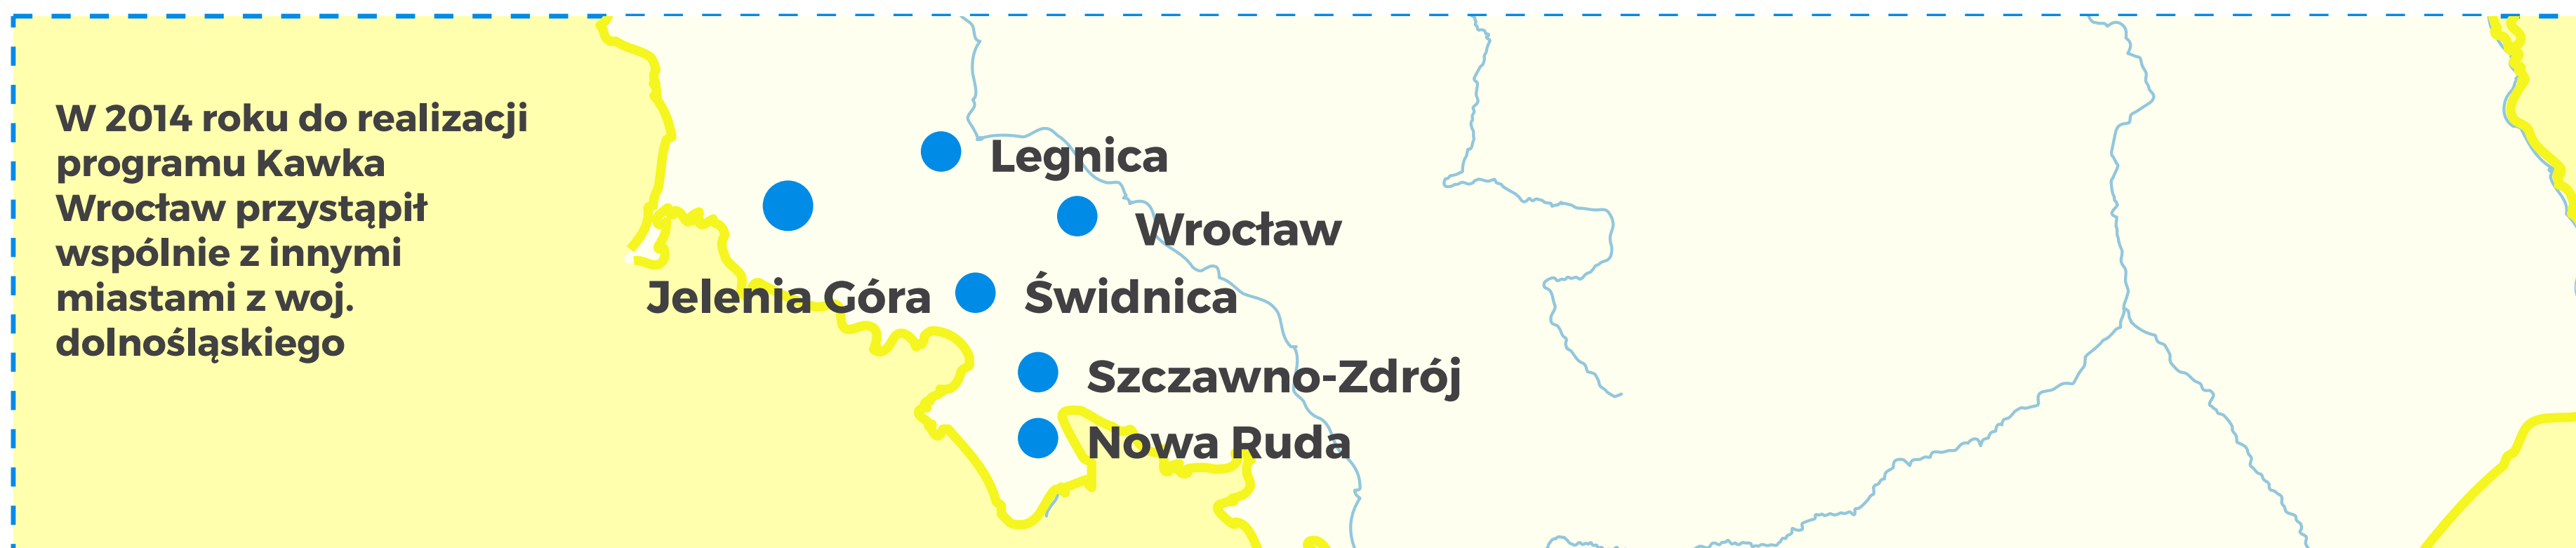 W 2014 roku do realizacji
programu Kawka
Wrocław przystąpił
wspólnie z innymi
miastami z woj.
dolnośląskiego
Legnica
Wrocław
Jelenia Góra
Świdnica
Szczawno-Zdrój
Nowa Ruda